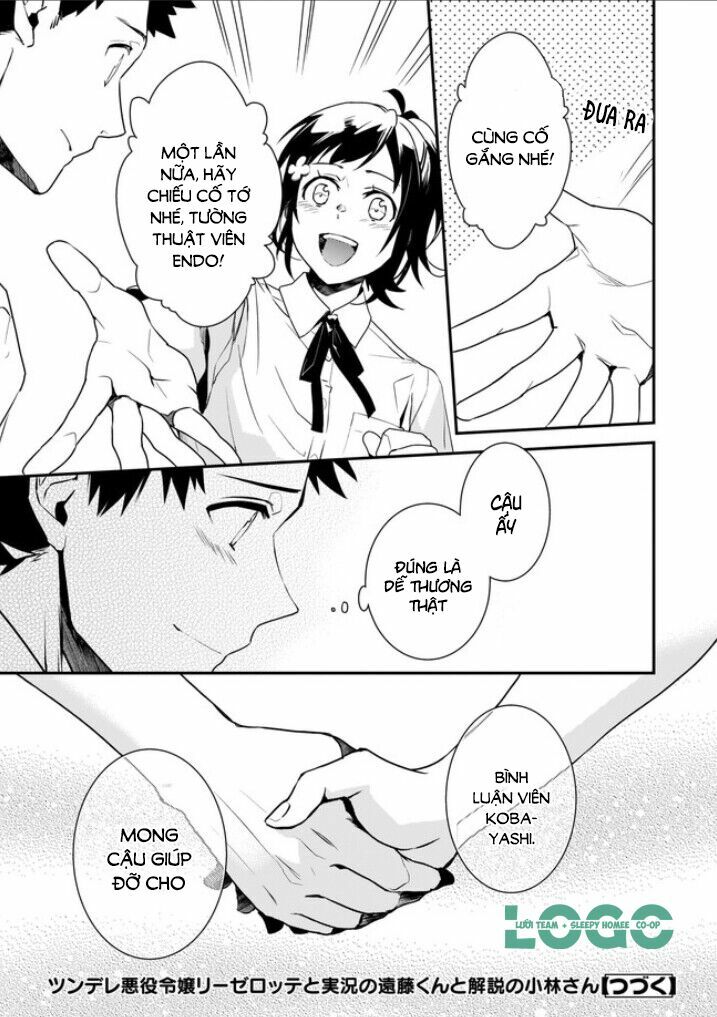 ĐƯA RA
CÙNG CỐ
GẮNG NHÉ!
MỘT LẦN
NỮA, HÃY
CHIẾU CỐ TỚ
NHÉ, TƯỜNG
THUẬT VIÊN
ENDO!
CẬU
ẤY
ĐÚNG LÀ
DỄ THƯƠNG
THẬT
BÌNH
LUẬN VIÊN
KOBA-
YASHI.
MONG
CẬU GIÚP
ĐỠ CHO
LOGO
LƯỜI TEAM + SLEEPY HOMEE CO-OP
ツンデレ悪役令嬢リーゼロッテと実況の遠藤くんと解説の小林さん【つづく】